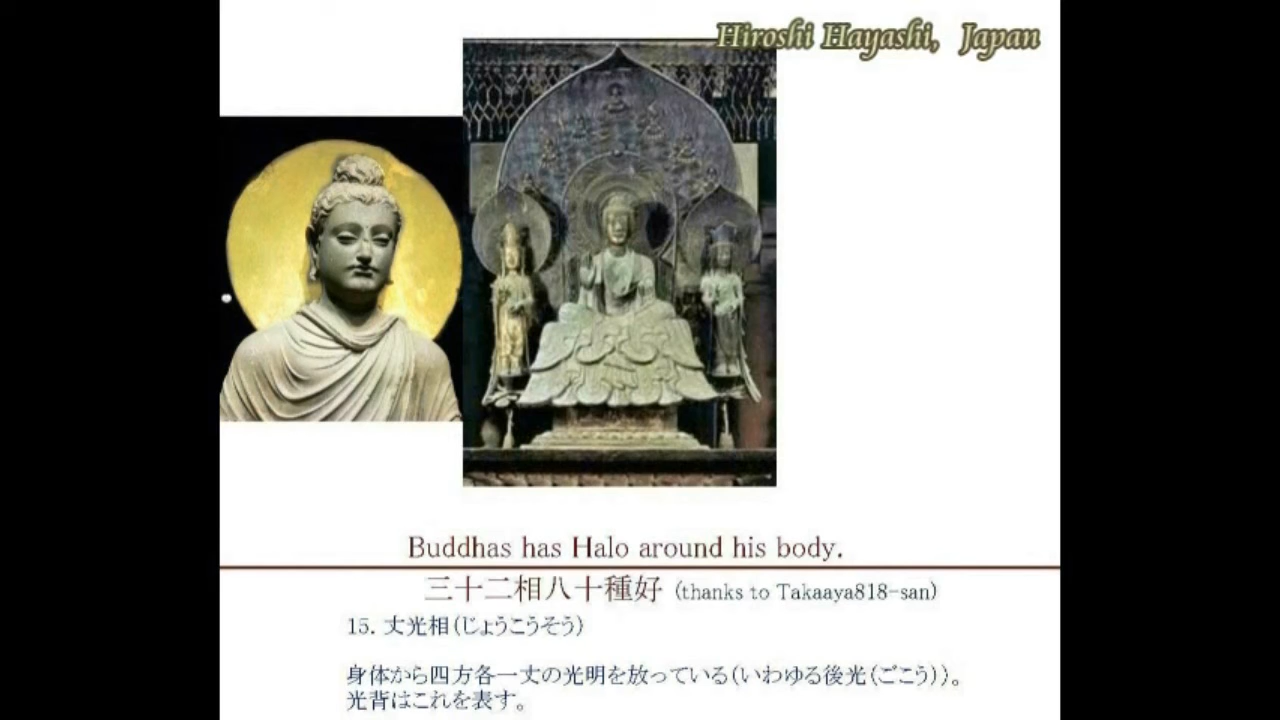 Hiroshi Hayashi, Japan
Buddhas has Halo around his body.
三十二相八十種好 (thanks to Takaaya818-san)
15. 丈光相(じょうこうそう)
身体から四方各一丈の光明を放っている(いわゆる後光(ごこう))。
光背はこれを表す。